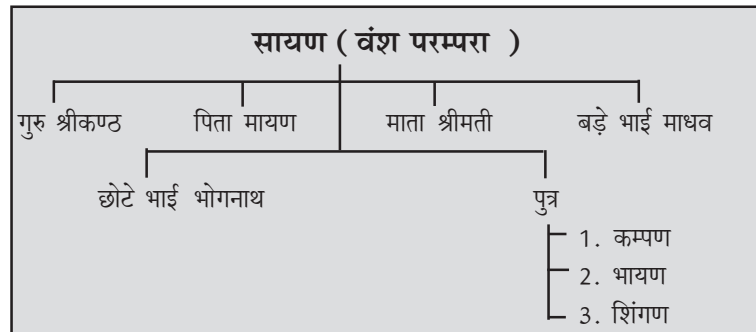 सायण ( वंश परम्परा )
गुरु श्रीकण्ठ पिता मायण माता श्रीमती बड़े भाई माधव
छोटे भाई भोगनाथ पुत्र
1. कम्पण
2. भायण
3. शिंगण